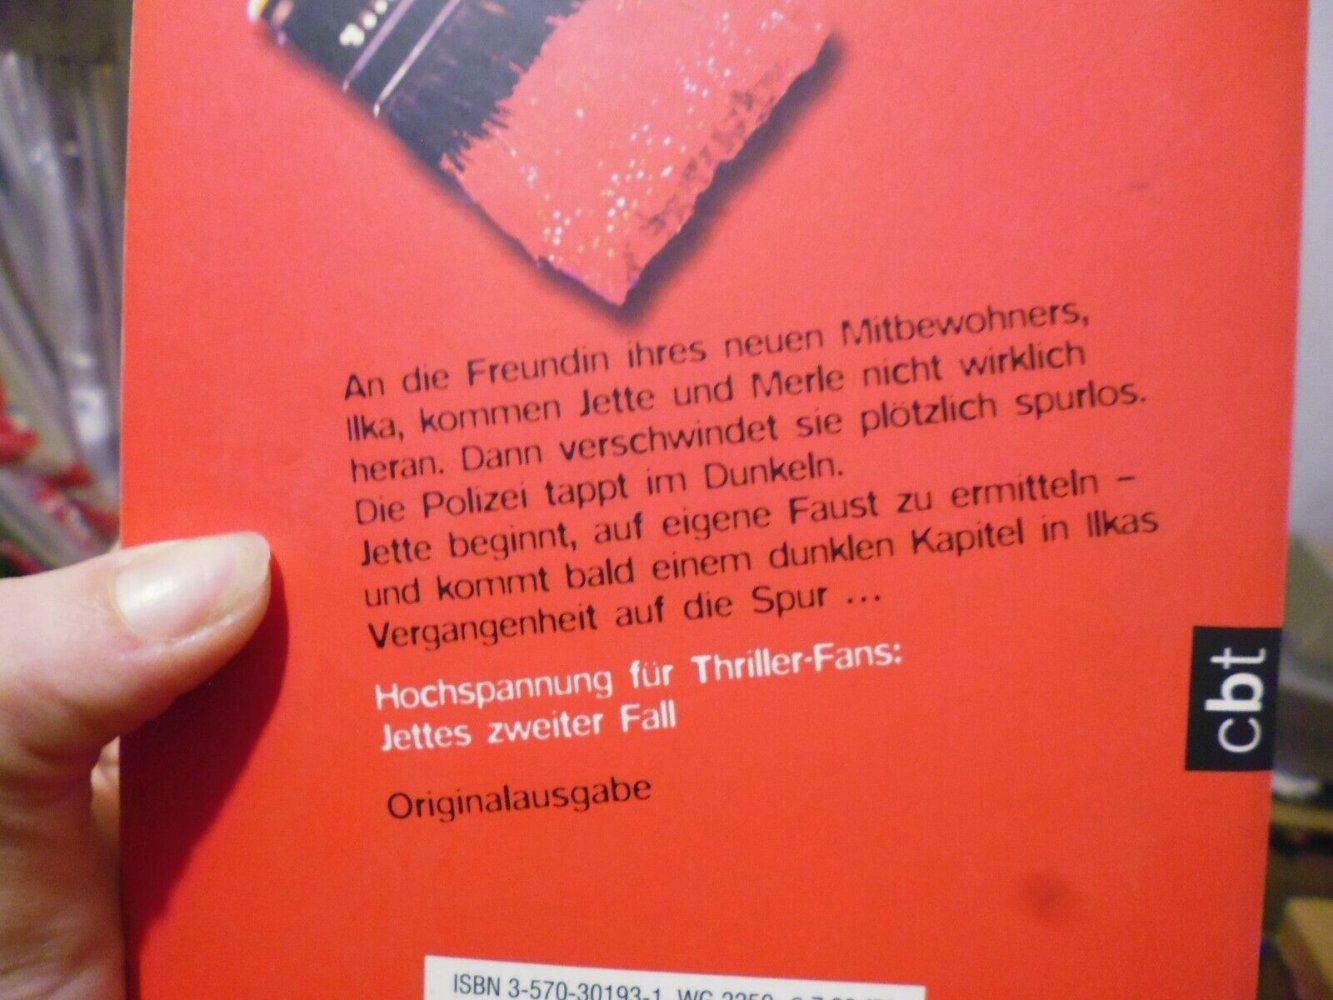 An die Freundin ihres neuen Mitbewohners,
Ilka, kommen Jette und Merle nicht wirklich
heran. Dann verschwindet sie plötzlich spurlos.
Die Polizei tappt im Dunkeln.
Jette beginnt, auf eigene Faust zu ermitteln –
und kommt bald einem dunklen Kapitel in Ilkas
Vergangenheit auf die Spur ...
Hochspannung für Thriller-Fans:
Jettes zweiter Fall
Originalausgabe
cbt
ISBN 3-570-30193-1 WG